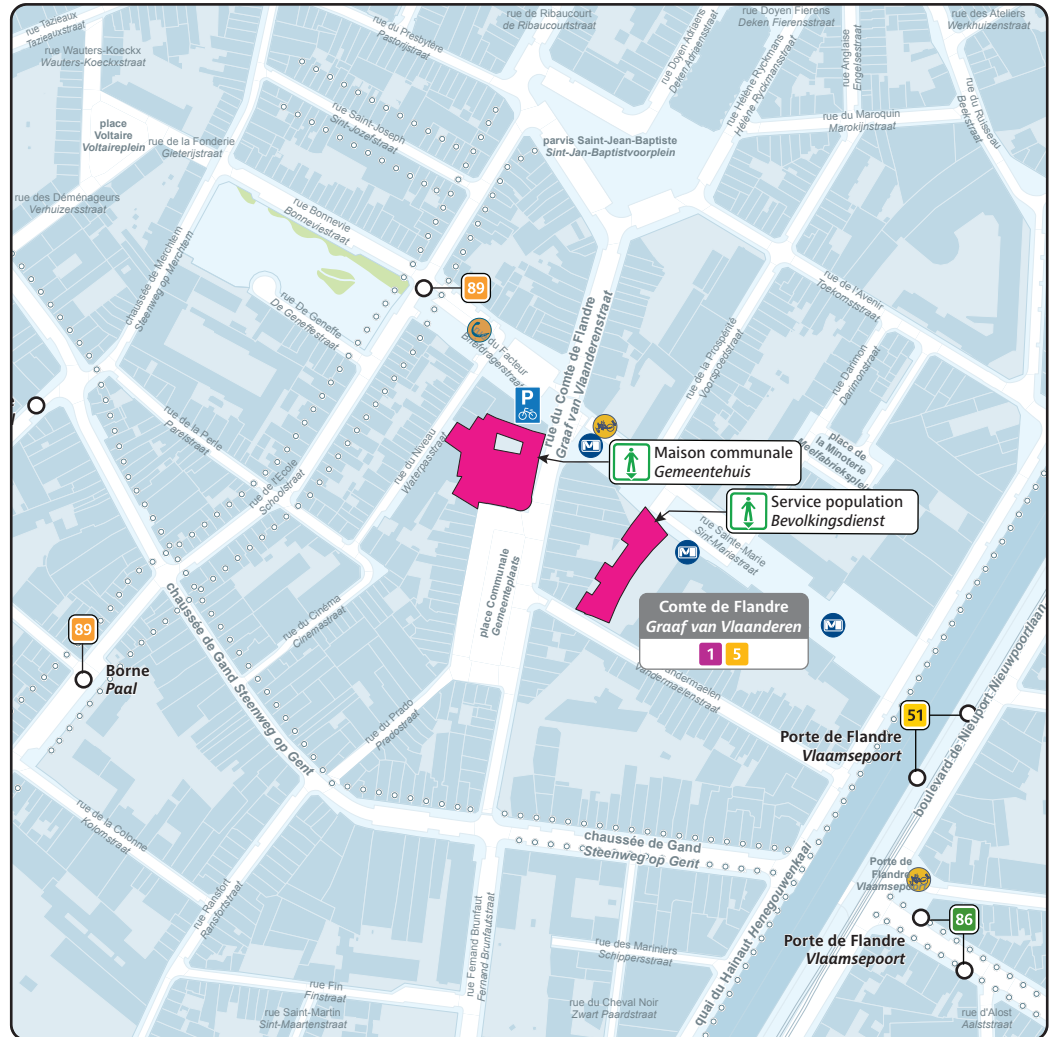 rue Tazieaux
Tazieauxstraat
rue Wauters-Koeckx
Wauters-Koeckxstraat
rue du Presbytère
Pastorijstraat
rue de Ribaucourt
de Ribaucourtstraat
rue Doyen Adriaens
Deken Adriaensstraat
rue Doyen Fierens
Deken Fierensstraat
rue Hélène Ryckmans
Hélène Ryckmansstraat
rue Anglaise
Engelsestraat
rue des Ateliers
Werkhuizenstraat
rue du Ruisseau
Beekstraat
rue du Maroquin
Marokijnstraat
place
Voltaire
Voltaireplein
rue de la Fonderie
Gieterijstraat
rue Saint-Joseph
Sint-Jozefstraat
parvis Saint-Jean-Baptiste
Sint-Jan-Baptistvoorplein
rue des Déménageurs
Verhuizersstraat
rue Bonnevie
Bonneviestraat
chaussée de Merchtem
Steenweg op Merchtem
rue De Geneffe
De Geneffestraat
89
rue de l'Avenir
Toekomststraat
du Facteur
Briefdragerstraat
rue du Comte de Flandre
Graaf van Vlaanderenstraat
rue de la Prospérité
Voorspoedstraat
rue Darimon
Darimonstraat
P
rue de la Perle
Parelstraat
rue de l'Ecole
Schoolstraat
rue du Niveau
Waterpasstraat
M
Maison communale
Gemeentehuis
place de
la Minoterie
Meelfabrieksplein
Service population
Bevolkingsdienst
rue Sainte-Marie
Sint-Mariastraat
M
place Communale
Gemeenteplaats
Comte de Flandre
Graaf van Vlaanderen
1 5
M
rue du Cinéma
Cinemastraat
89
Borne
Paal
chaussée de Gand Steenweg op Gent
rue du Prado
Pradostraat
andermaelen
Vandermaelenstraat
51
Porte de Flandre
Vlaamsepoort
boulevard de Nieuport Nieuwpoortlaan
rue de la Colonne
Kolomstraat
chaussée de Gand
Steenweg op Gent
quai du Hainaut Henegouwenkaai
Porte de
Flandre
Vlaamsepoort
rue Ransfort
Ransfortstraat
rue Fernand Brunfaut
Fernand Brunfautstraat
rue des Mariniers
Schippersstraat
86
Porte de Flandre
Vlaamsepoort
rue Fin
Finstraat
rue Saint-Martin
Sint-Maartenstraat
rue du Cheval Noir
Zwart Paardstraat
rue d'Alost
Aalststraat